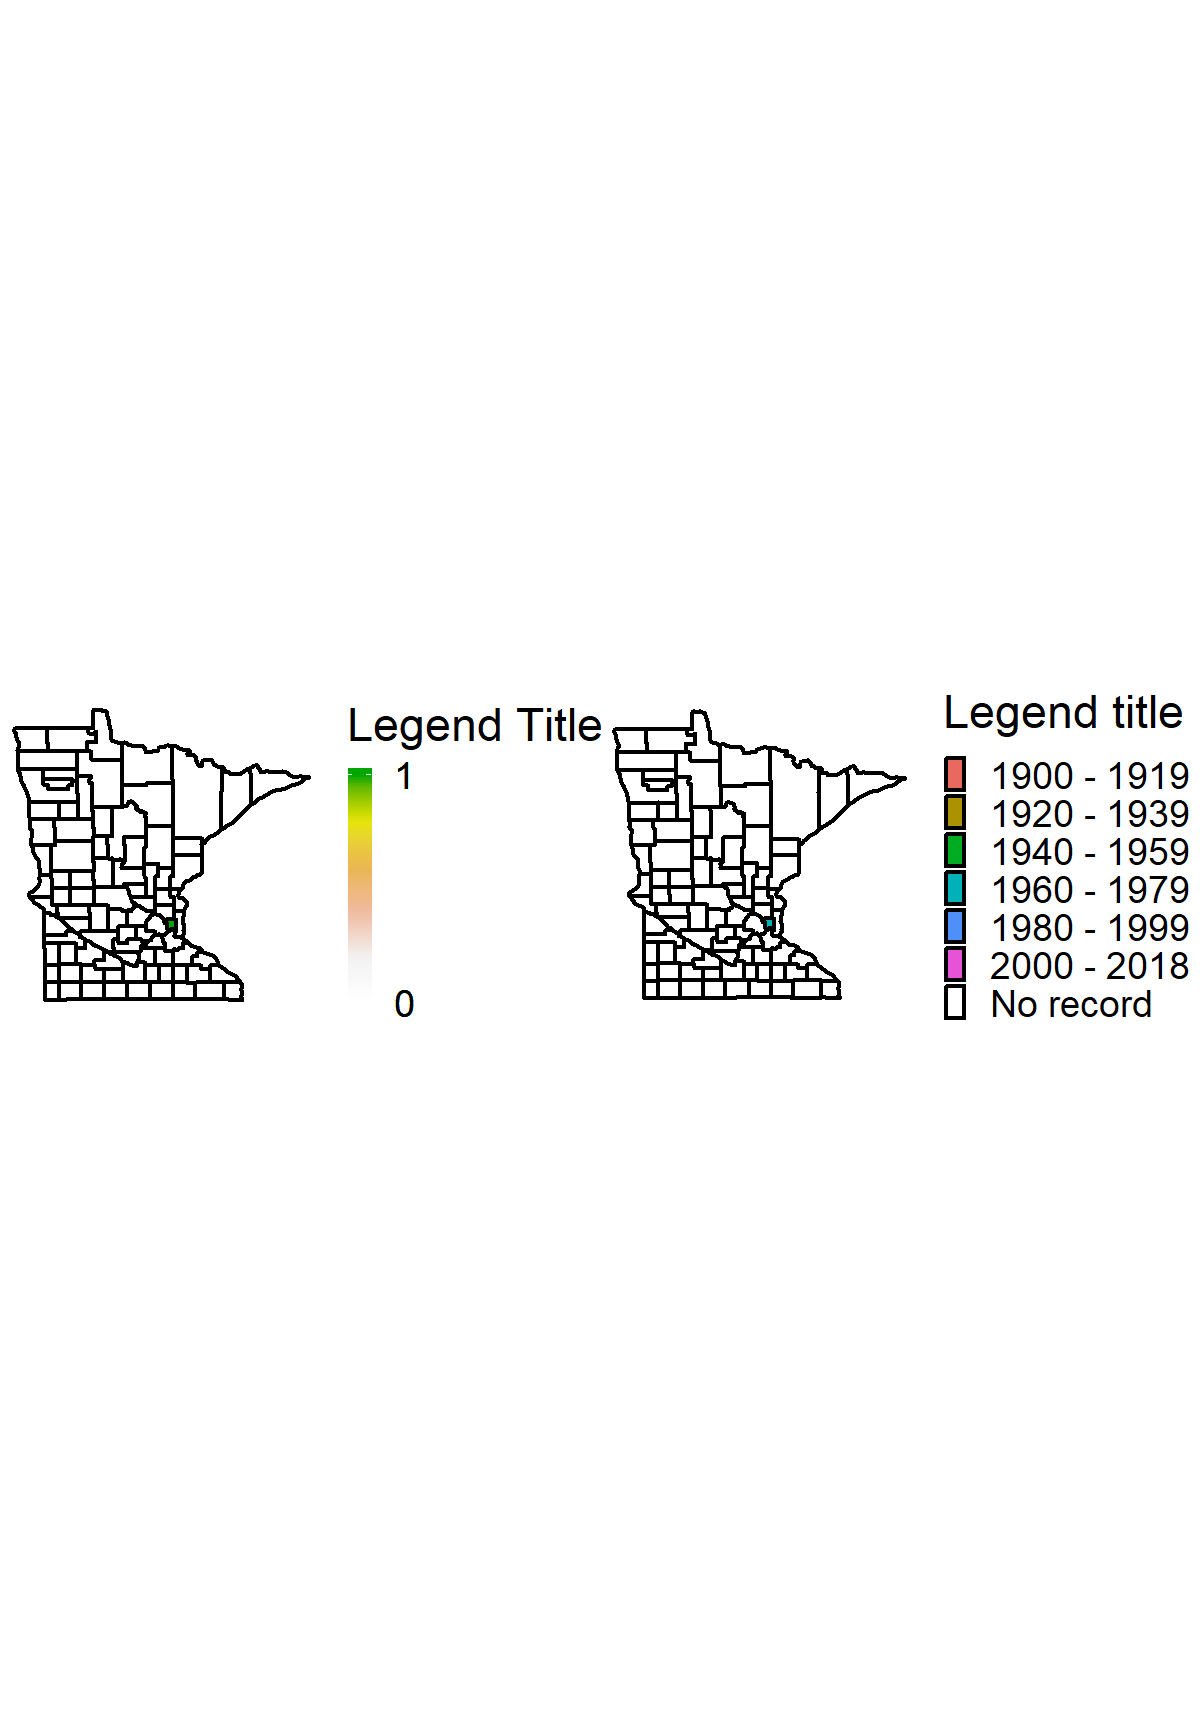 Legend Title
1
0
Legend title
1900 - 1919
1920 - 1939
1940 - 1959
1960 - 1979
1980 - 1999
2000 - 2018
No record